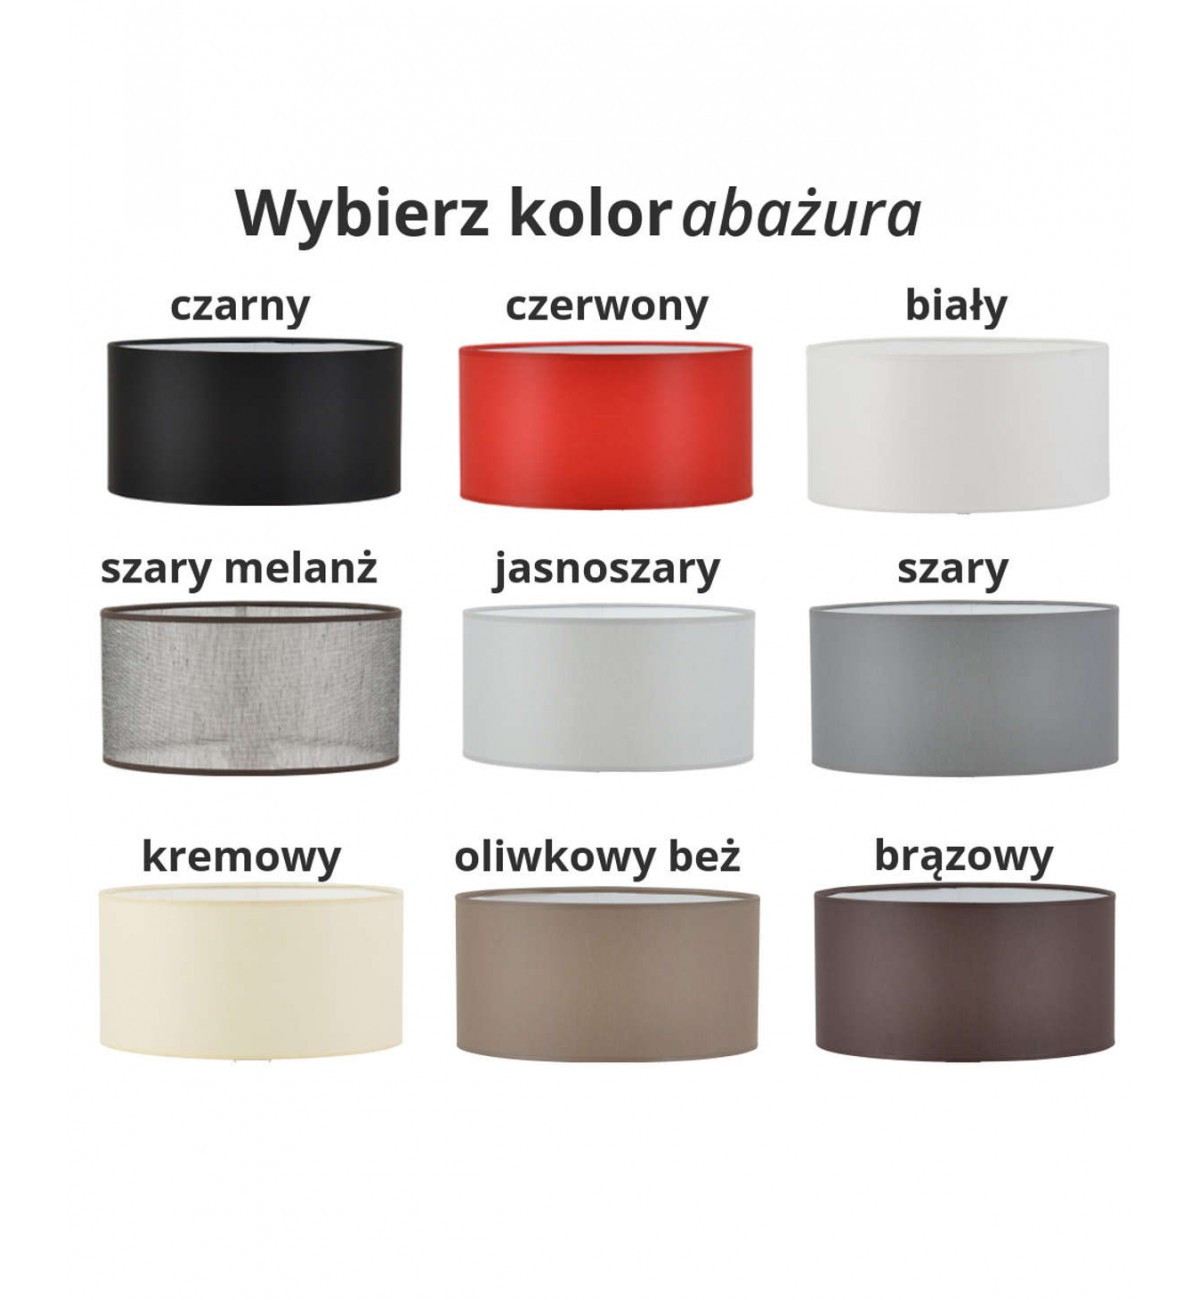 Wybierz kolor abażura
czarny czerwony biały
szary melanż jasnoszary szary
kremowy oliwkowy beż brązowy